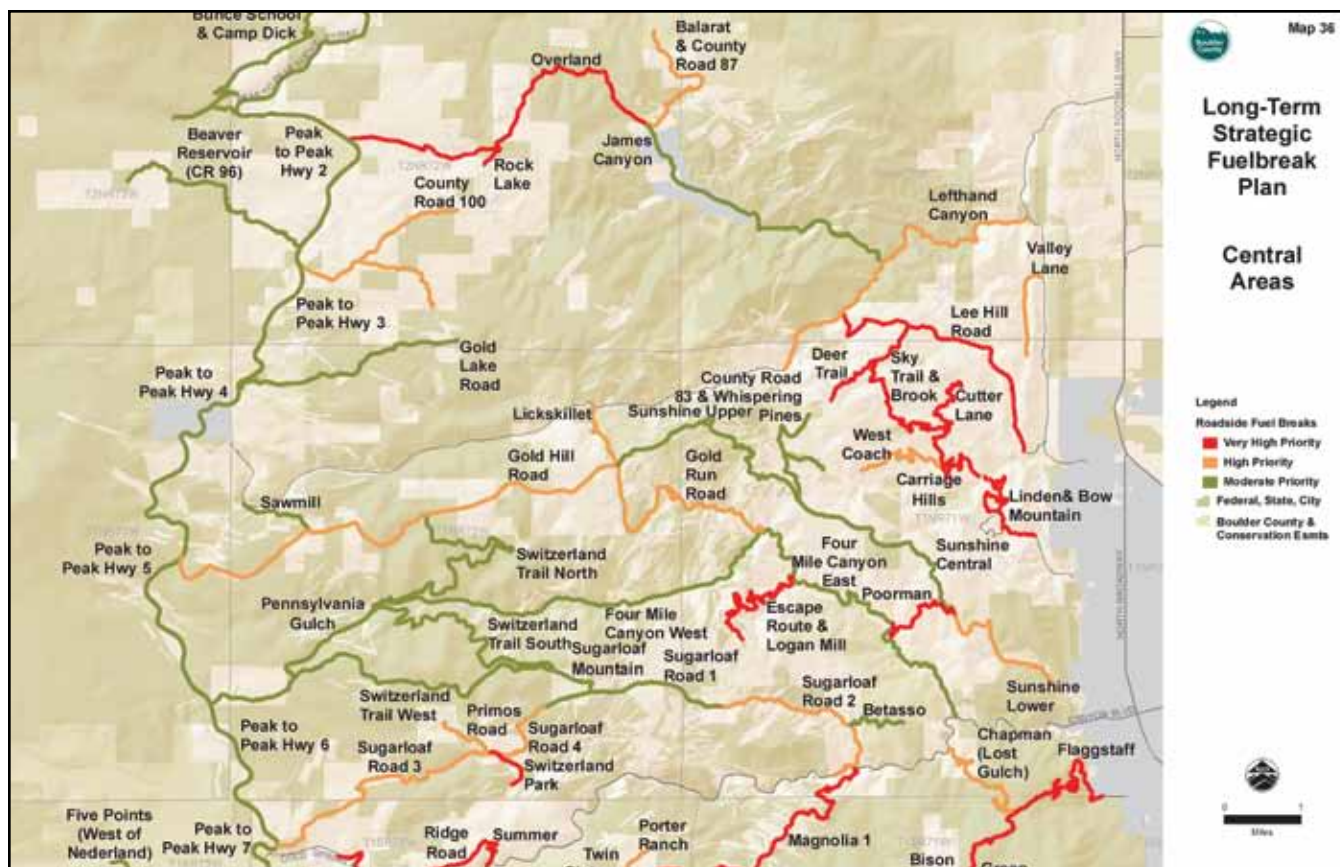 Bunce School
& Camp Dick
Balarat
& County
Road 87
Overland
Map 36
Boulder
County
Long-Term
Strategic
Fuelbreak
Plan
Central
Areas
Beaver
Reservoir
(CR 96)
Peak
to Peak
Hwy 2
James
Canyon
Rock
Lake
County
Road 100
Lefthand
Canyon
Valley
Lane
Peak to
Peak Hwy 3
Lee Hill
Road
Gold
Lake
Road
Deer
Trail
Sky
Trail &
Brook
Peak to
Peak Hwy 4
County Road
83 & Whispering
Pines
Cutter
Lane
Lickskillet
Sunshine Upper
West
Coach
Gold Hill
Road
Gold
Run
Road
Carriage
Hills
Linden& Bow
Mountain
Sawmill
Legend
Roadside Fuel Breaks
Very High Priority
High Priority
Moderate Priority
Federal, State, City
Boulder County &
Conservation Esmts
Peak to
Peak Hwy 5
Switzerland
Trail North
Four
Mile Canyon
East
Sunshine
Central
Poorman
Pennsylvania
Gulch
Switzerland
Trail South
Four Mile
Canyon West
Escape
Route &
Logan Mill
Sugarloaf
Mountain
Sugarloaf
Road 1
Switzerland
Trail West
Primos
Road
Sugarloaf
Road 2
Betasso
Sunshine
Lower
Peak to
Peak Hwy 6
Sugarloaf
Road 3
Sugarloaf
Road 4
Switzerland
Park
Chapman
(Lost
Gulch)
Flaggstaff
Five Points
(West of
Nederland)
Peak to
Peak Hwy 7
Ridge
Road
Summer
Twin
Porter
Ranch
Magnolia 1
Bison
Green
0 1
Miles